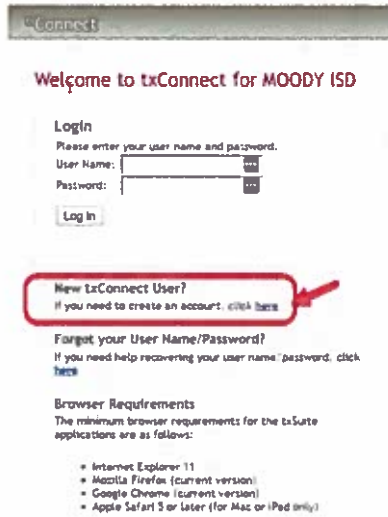 txConnect
Welcome to txConnect for MOODY ISD
Login
Please enter your user name and password.
User Name:
Password:
Log In
New txConnect User?
If you need to create an account, click here
Forgot your User Name/Password?
If you need help recovering your user name/password, click
here
Browser Requirements
The minimum browser requirements for the txSuite
applications are as follows:
• Internet Explorer 11
• Mozilla Firefox (current version)
• Google Chrome (current version)
• Apple Safari 5 or later (for Mac or iPad only)